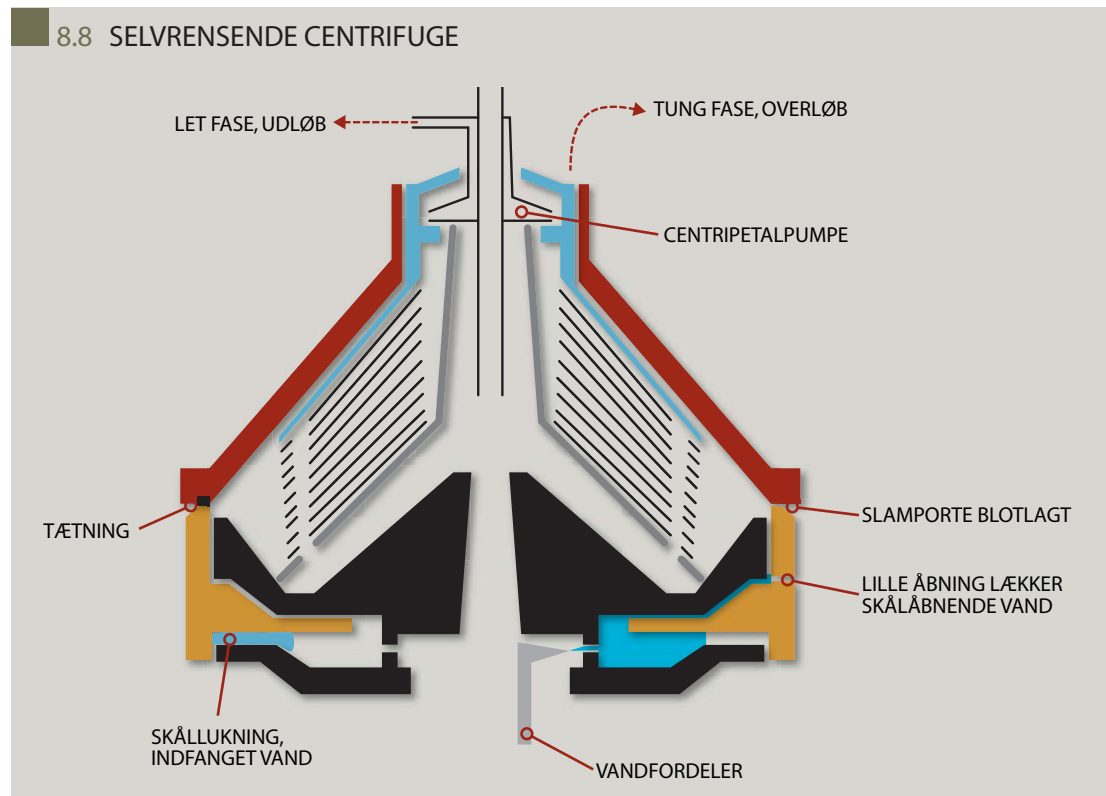 8.8 SELVRENSENDE CENTRIFUGE
LET FASE, UDLØB
TUNG FASE, OVERLØB
CENTRIPETALPUMPE
TÆTNING
SLAMPORTE BLOTLAGT
LILLE ÅBNING LÆKKER
SKÅLÅBNENDE VAND
SKÅLLUKNING,
INDFANGET VAND
VANDFORDELER